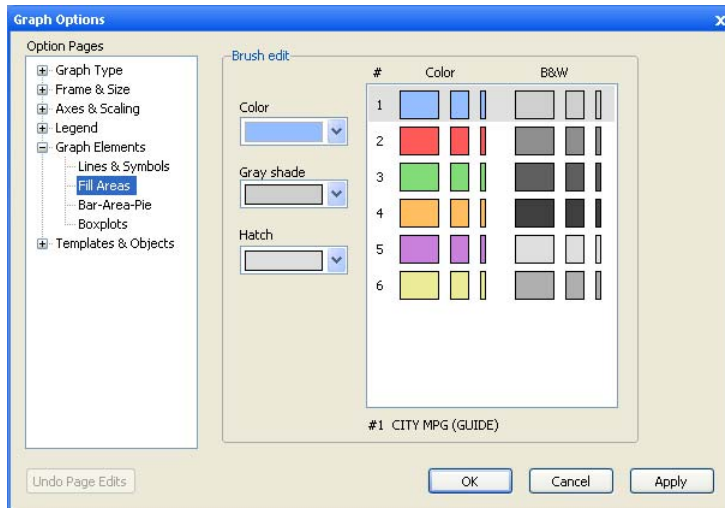 Graph Options x
Option Pages
Graph Type
Frame & Size
Axes & Scaling
Legend
Graph Elements
Lines & Symbols
Fill Areas
Bar-Area-Pie
Boxplots
Templates & Objects
Brush edit
Color
Gray shade
Hatch
# Color B&W
1
2
3
4
5
6
#1 CITY MPG (GUIDE)
Undo Page Edits OK Cancel Apply